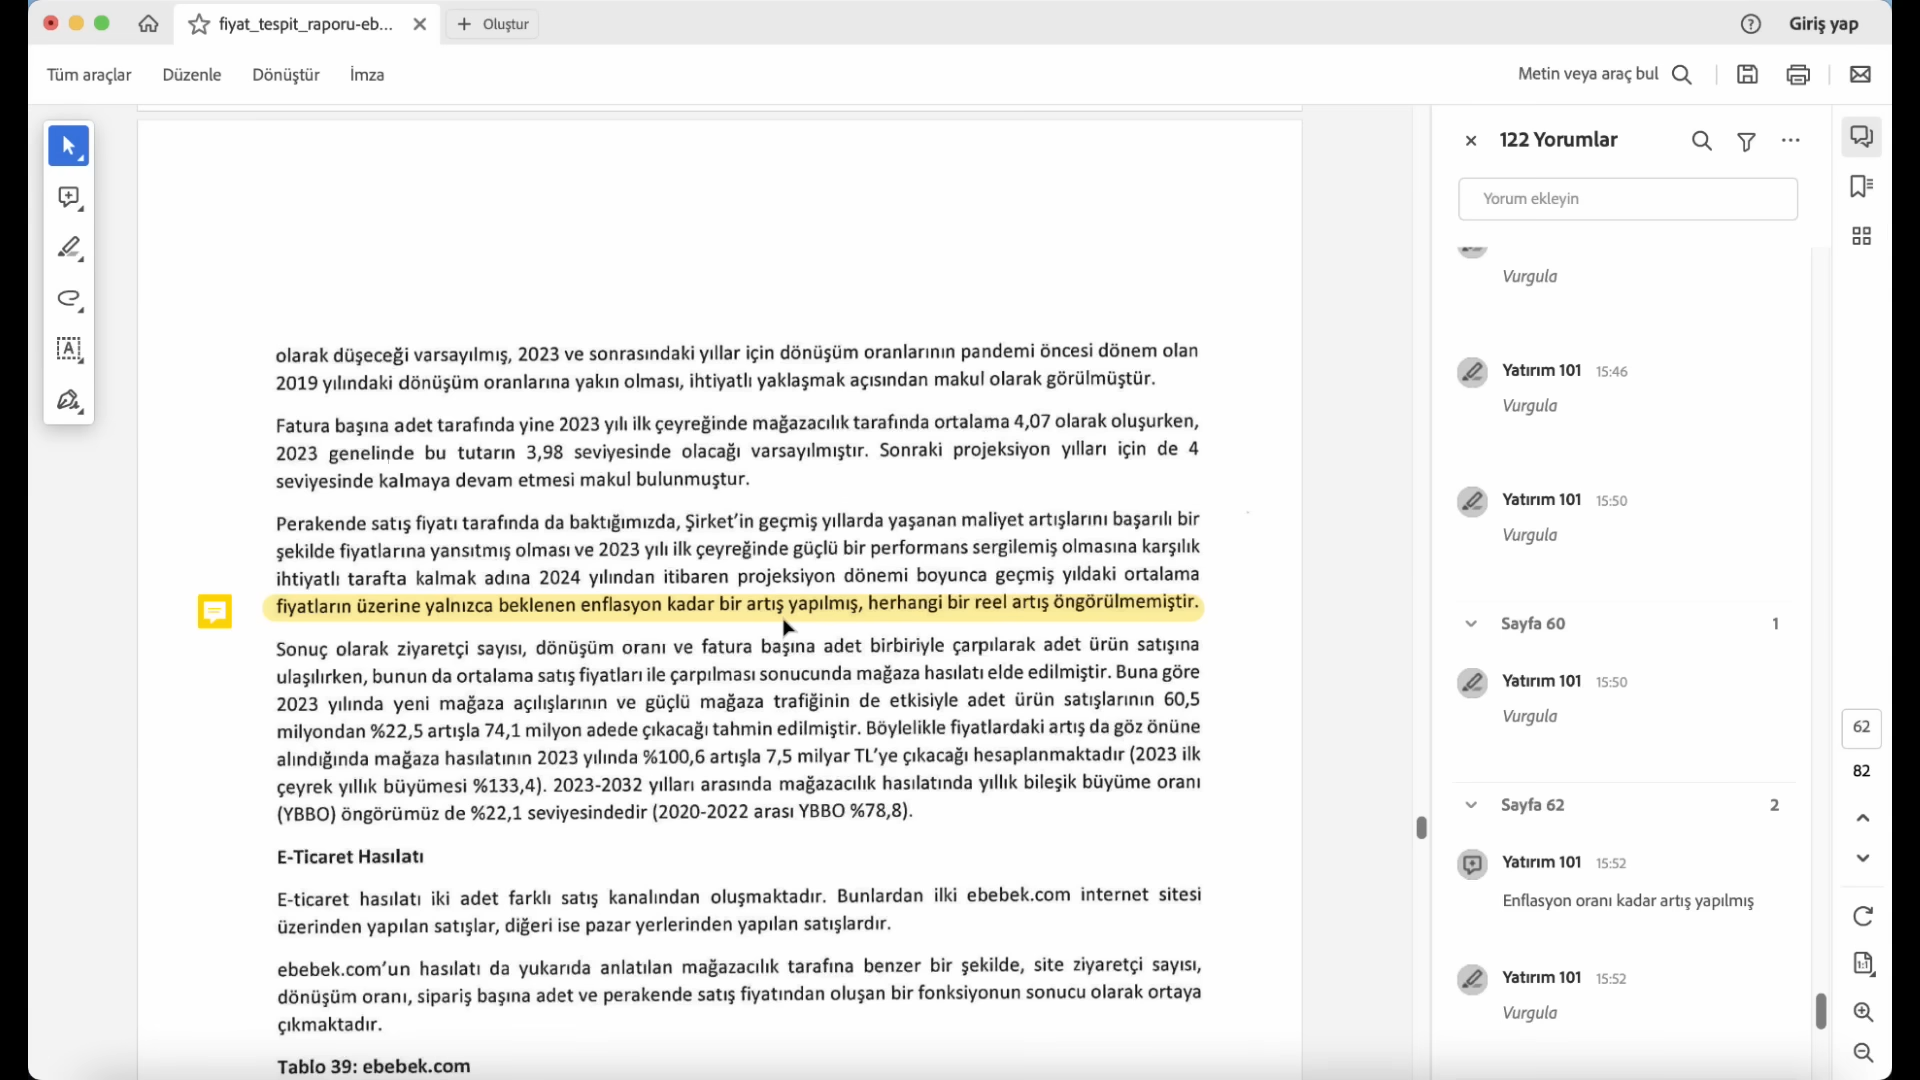 fiyat_tespit_raporu-eb...
Oluştur
Giriş yap
Tüm araçlar
Düzenle
Dönüştür
İmza
Metin veya araç bul
olarak düşeceği varsayılmış, 2023 ve sonrasındaki yıllar için dönüşüm oranlarının pandemi öncesi dönem olan
2019 yılındaki dönüşüm oranlarına yakın olması, ihtiyatlı yaklaşmak açısından makul olarak görülmüştür.
Fatura başına adet tarafında yine 2023 yılı ilk çeyreğinde mağazacılık tarafında ortalama 4,07 olarak oluşurken,
2023 genelinde bu tutarın 3,98 seviyesinde olacağı varsayılmıştır. Sonraki projeksiyon yılları için de 4
seviyesinde kalmaya devam etmesi makul bulunmuştur.
Perakende satış fiyatı tarafında da baktığımızda, Şirket'in geçmiş yıllarda yaşanan maliyet artışlarını başarılı bir
şekilde fiyatlarına yansıtmış olması ve 2023 yılı ilk çeyreğinde güçlü bir performans sergilemiş olmasına karşılık
ihtiyatlı tarafta kalmak adına 2024 yılından itibaren projeksiyon dönemi boyunca geçmiş yıldaki ortalama
fiyatların üzerine yalnızca beklenen enflasyon kadar bir artış yapılmış, herhangi bir reel artış öngörülmemiştir.
Sonuç olarak ziyaretçi sayısı, dönüşüm oranı ve fatura başına adet birbiriyle çarpılarak adet ürün satışına
ulaşılırken, bunun da ortalama satış fiyatları ile çarpılması sonucunda mağaza hasılatı elde edilmiştir. Buna göre
2023 yılında yeni mağaza açılışlarının ve güçlü mağaza trafiğinin de etkisiyle adet ürün satışlarının 60,5
milyondan %22,5 artışla 74,1 milyon adede çıkacağı tahmin edilmiştir. Böylelikle fiyatlardaki artış da göz önüne
alındığında mağaza hasılatının 2023 yılında %100,6 artışla 7,5 milyar TL'ye çıkacağı hesaplanmaktadır (2023 ilk
çeyrek yıllık büyümesi %133,4). 2023-2032 yılları arasında mağazacılık hasılatında yıllık bileşik büyüme oranı
(YBBO) öngörümüz de %22,1 seviyesindedir (2020-2022 arası YBBO %78,8).
E-Ticaret Hasılatı
E-ticaret hasılatı iki adet farklı satış kanalından oluşmaktadır. Bunlardan ilki ebebek.com internet sitesi
üzerinden yapılan satışlar, diğeri ise pazar yerlerinden yapılan satışlardır.
ebebek.com'un hasılatı da yukarıda anlatılan mağazacılık tarafına benzer bir şekilde, site ziyaretçi sayısı,
dönüşüm oranı, sipariş başına adet ve perakende satış fiyatından oluşan bir fonksiyonun sonucu olarak ortaya
çıkmaktadır.
Tablo 39: ebebek.com
122 Yorumlar
Yorum ekleyin
Vurgula
Yatırım 101 15:46
Vurgula
Yatırım 101 15:50
Vurgula
Sayfa 60 1
Yatırım 101 15:50
Vurgula
Sayfa 62 2
Yatırım 101 15:52
Enflasyon oranı kadar artış yapılmış
Yatırım 101 15:52
Vurgula
62
82